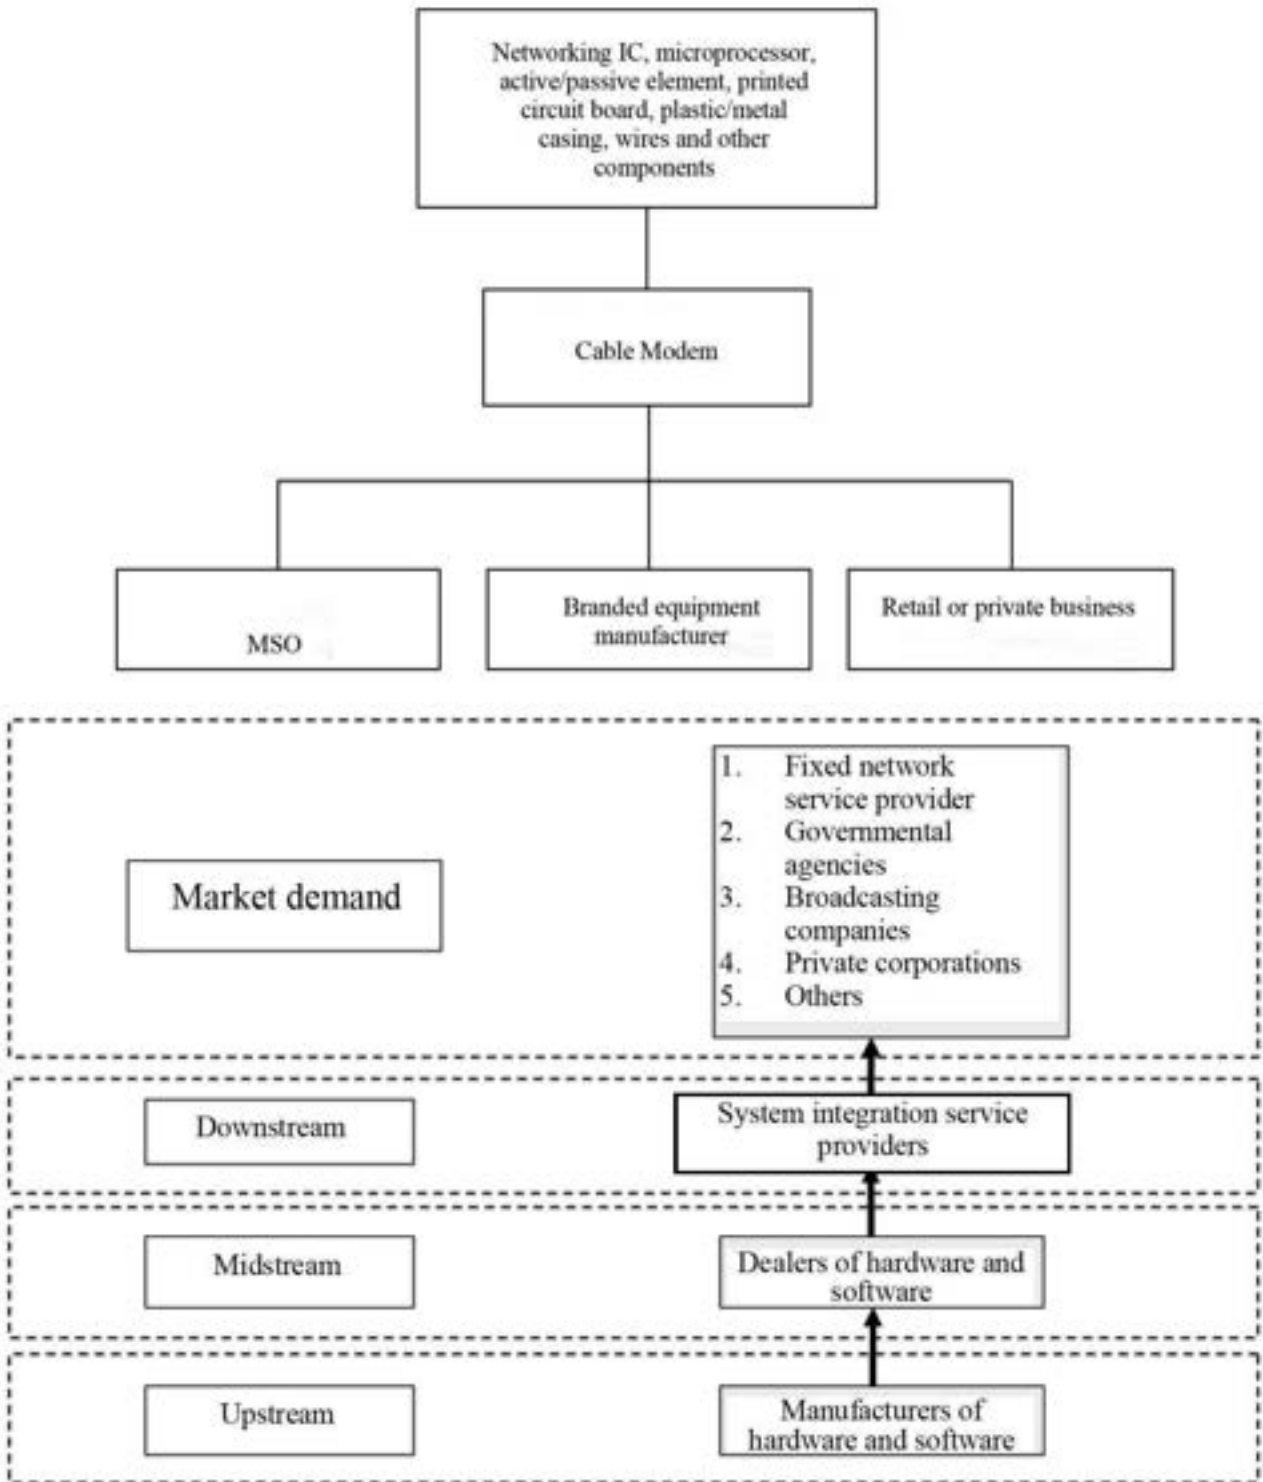 Networking IC, microprocessor,
active/passive element, printed
circuit board, plastic/metal
casing, wires and other
components
Cable Modem
MSO
Branded equipment
manufacturer
Retail or private business
Market demand
1. Fixed network
service provider
2. Governmental
agencies
3. Broadcasting
companies
4. Private corporations
5. Others
Downstream
System integration service
providers
Midstream
Dealers of hardware and
software
Upstream
Manufacturers of
hardware and software